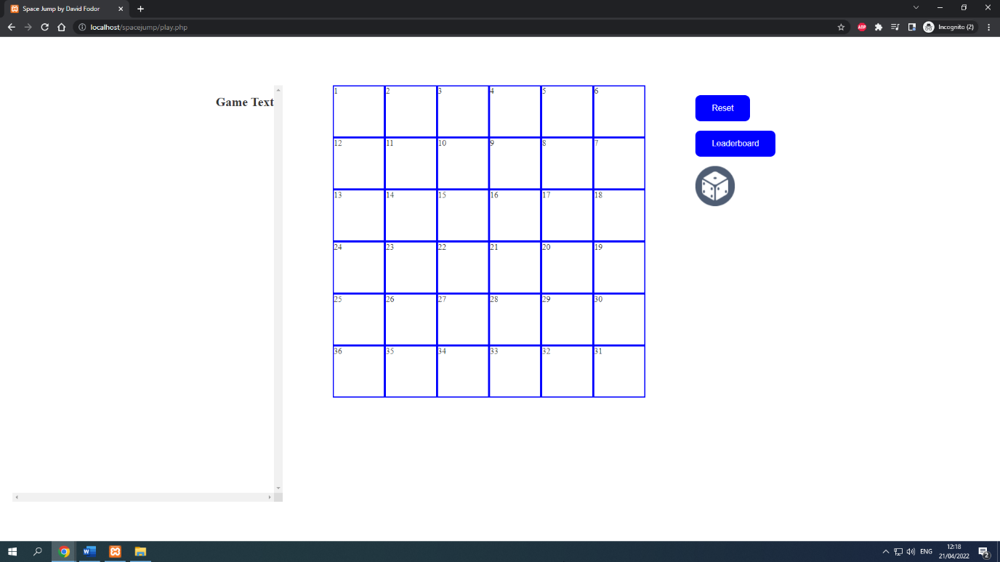 Space Jump by David Fodor
localhost/spacejump/play.php
ABP
Incognito (2)
Game Text
1 2 3 4 5 6
12 11 10 9 8 7
13 14 15 16 17 18
24 23 22 21 20 19
25 26 27 28 29 30
36 35 34 33 32 31
Reset
Leaderboard
W
ENG
12:18
21/04/2022
2